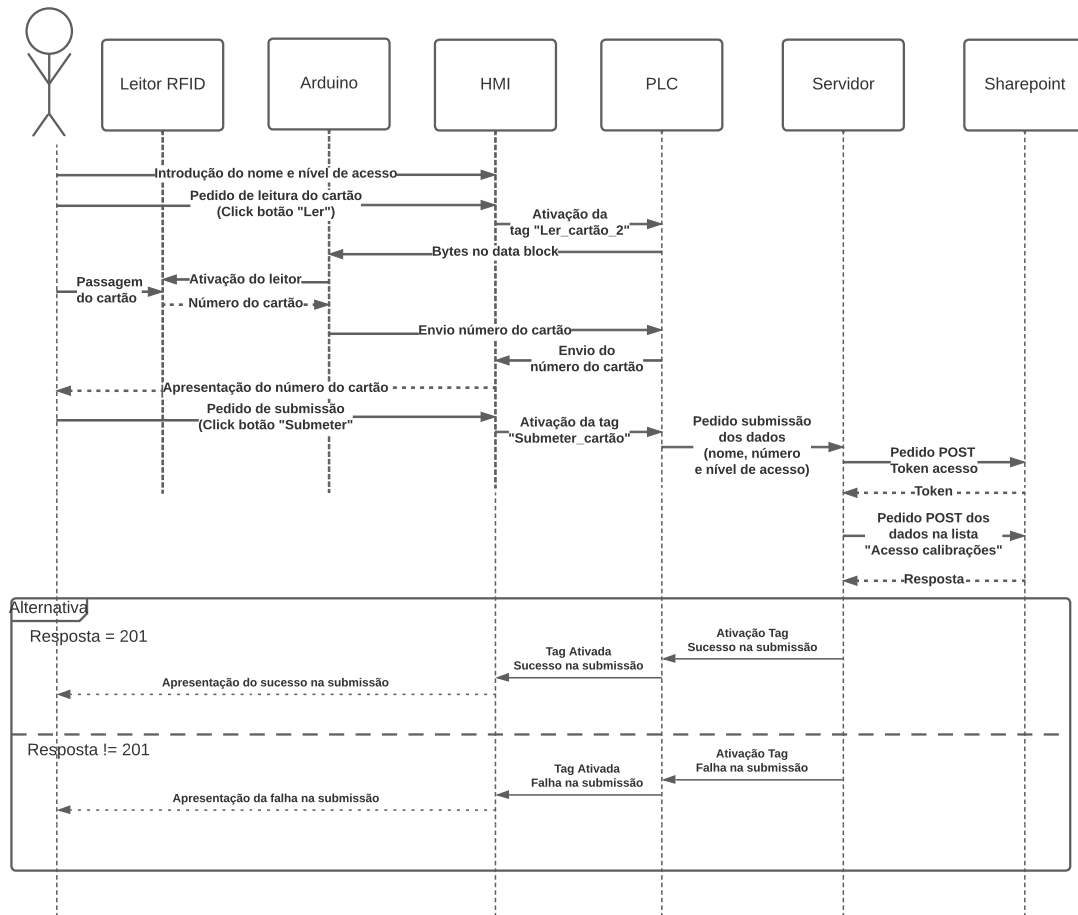 Leitor RFID
Arduino
HMI
PLC
Servidor
Sharepoint
Introdução do nome e nível de acesso
Pedido de leitura do cartão
(Click botão "Ler")
Ativação da
tag "Ler_cartão_2"
Bytes no data block
Ativação do leitor
Passagem
do cartão
Número do cartão
Envio número do cartão
Envio do
número do cartão
Apresentação do número do cartão
Pedido de submissão
(Click botão "Submeter"
Ativação da tag
"Submeter_cartão"
Pedido submissão
dos dados
(nome, número
e nível de acesso)
Pedido POST
Token acesso
Token
Pedido POST dos
dados na lista
"Acesso calibrações"
Resposta
Alternativa
Resposta = 201
Ativação Tag
Sucesso na submissão
Tag Ativada
Sucesso na submissão
Apresentação do sucesso na submissão
Resposta != 201
Ativação Tag
Falha na submissão
Tag Ativada
Falha na submissão
Apresentação da falha na submissão